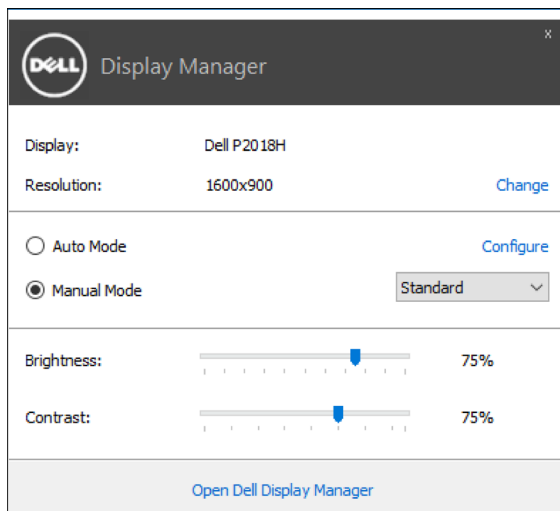 x
DELL Display Manager
Display: Dell P2018H
Resolution: 1600x900 Change
Auto Mode Configure
Manual Mode Standard
Brightness: 75%
Contrast: 75%
Open Dell Display Manager